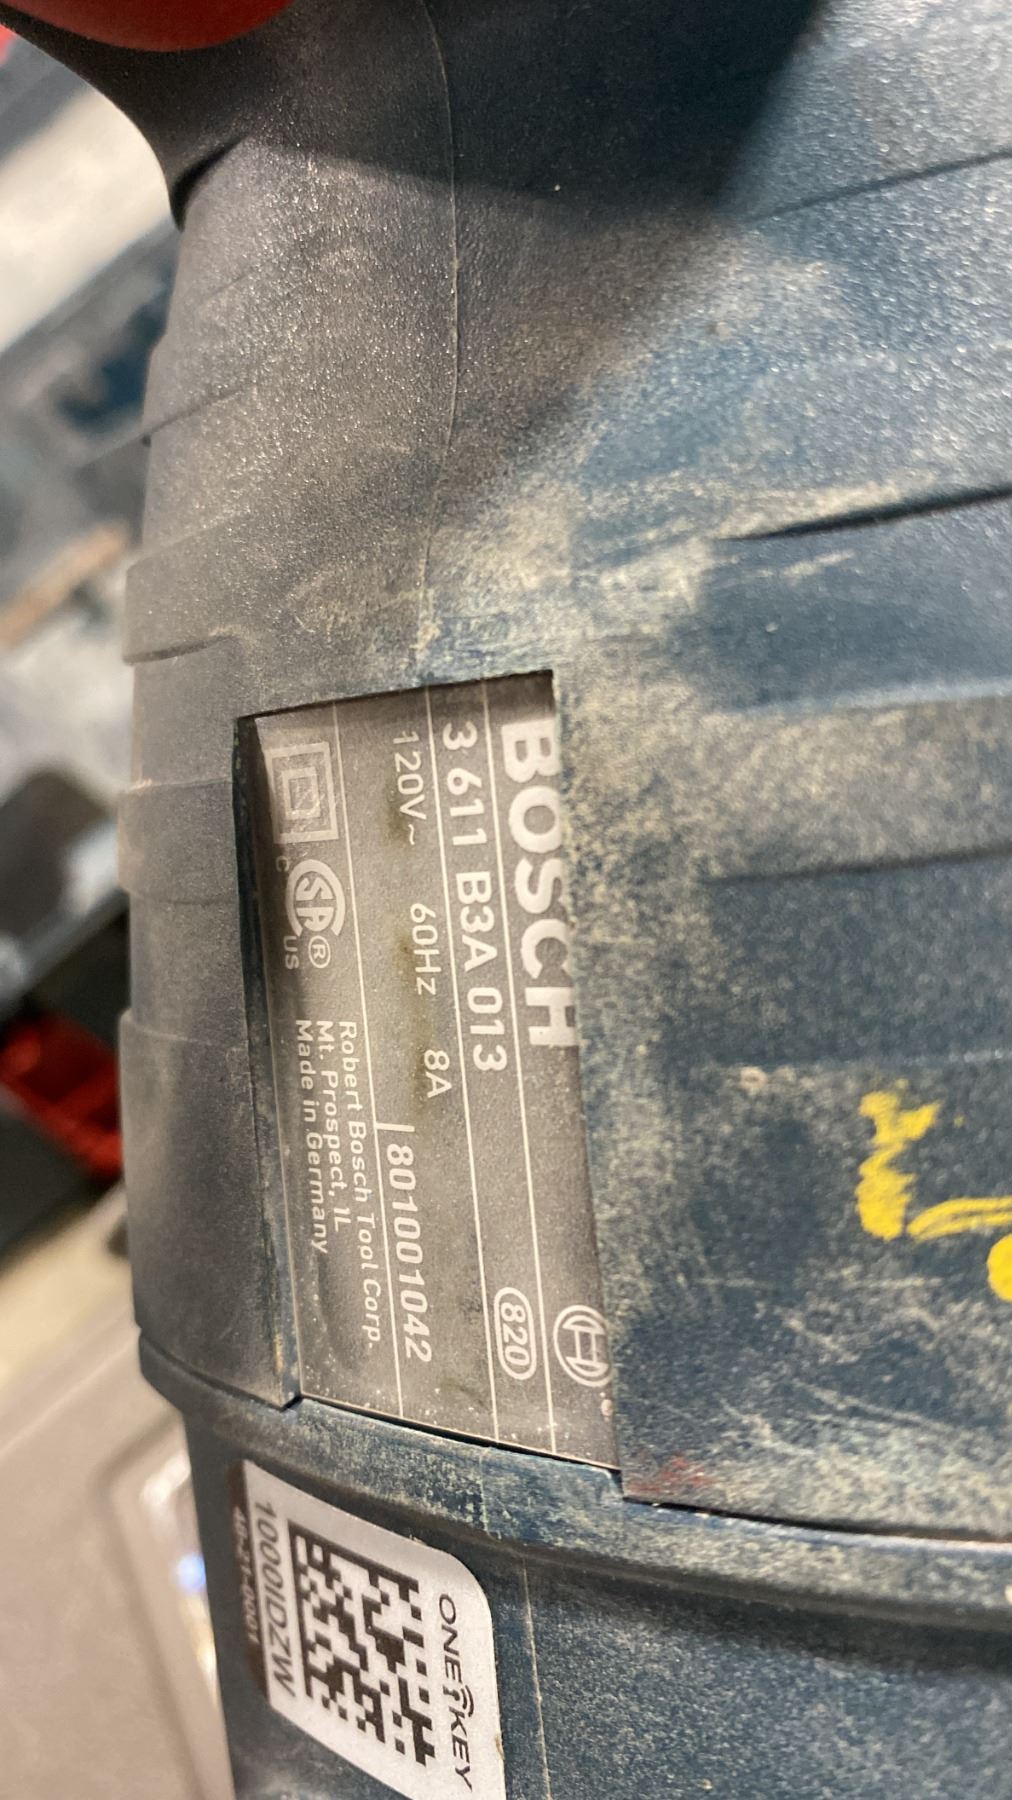 BOSCH
3 611 B3A 013 820
120V~ 60Hz 8A
801001042
C SA ® US
Robert Bosch Tool Corp.
Mt. Prospect, IL
Made in Germany
ONE KEY
1000IDZW